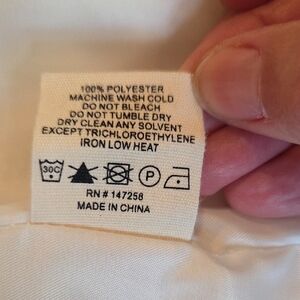 100% POLYESTER
MACHINE WASH COLD
DO NOT BLEACH
DO NOT TUMBLE DRY
DRY CLEAN ANY SOLVENT
EXCEPT TRICHLOROETHYLENE
IRON LOW HEAT
30C P
RN # 147258
MADE IN CHINA